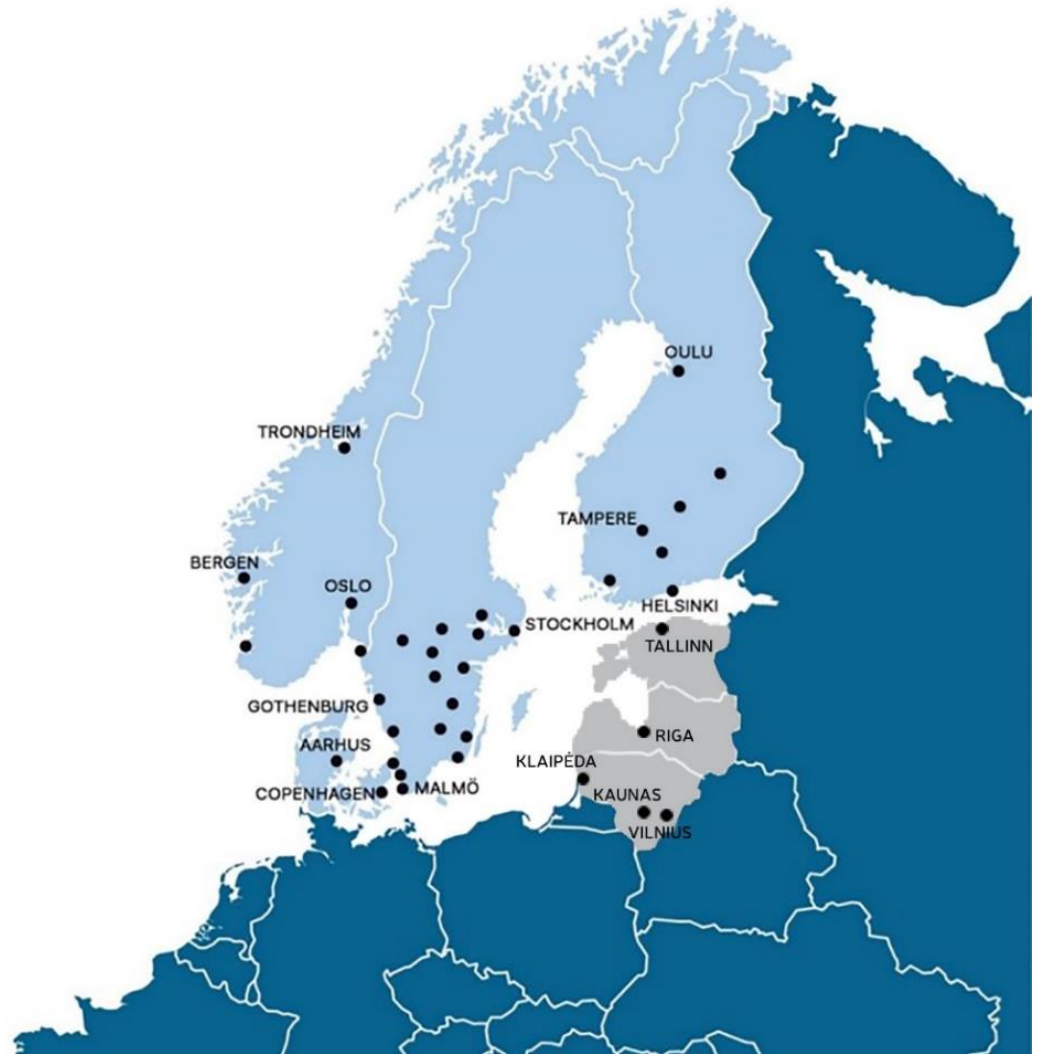 OULU
TRONDHEIM
TAMPERE
BERGEN
OSLO
HELSINKI
STOCKHOLM
TALLINN
GOTHENBURG
RIGA
AARHUS
KLAIPĖDA
COPENHAGEN
MALMÖ
KAUNAS
VILNIUS